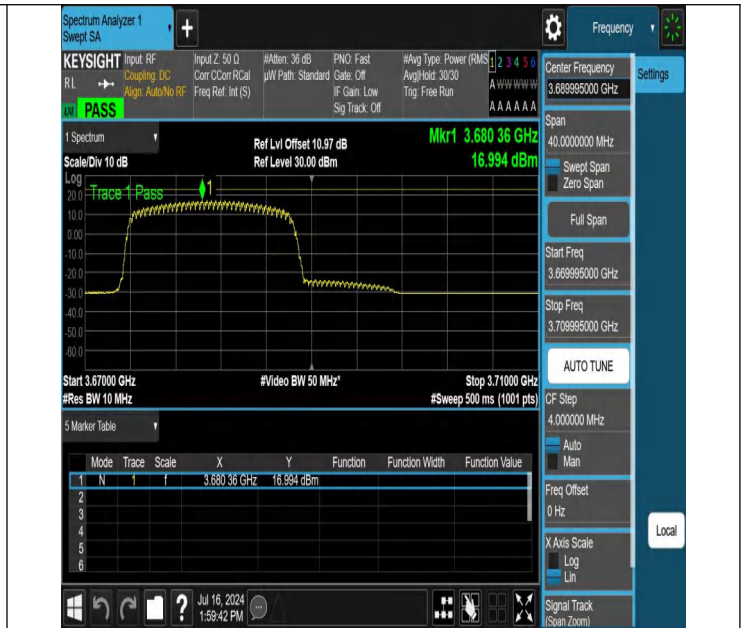 Spectrum Analyzer 1
Swept SA
+
Frequency
KEYSIGHT
RL
PASS
Input: RF
Coupling: DC
Align: Auto/No RF
Input Z: 50 Ω
Corr CCorr RCal
Freq Ref: Int (S)
#Atten: 36 dB
µW Path: Standard
PNO: Fast
Gate: Off
IF Gain: Low
Sig Track: Off
#Avg Type: Power (RMS
Avg|Hold: 30/30
Trig: Free Run
1 2 3 4 5 6
A W W W W W
A A A A A A
1 Spectrum
Scale/Div 10 dB
Ref Lvl Offset 10.97 dB
Ref Level 30.00 dBm
Mkr1 3.680 36 GHz
16.994 dBm
Log
Trace 1 Pass
1
20.0
10.0
0.00
-10.0
-20.0
-30.0
-40.0
-50.0
-60.0
Start 3.67000 GHz
#Res BW 10 MHz
#Video BW 50 MHz*
Stop 3.71000 GHz
#Sweep 500 ms (1001 pts)
5 Marker Table
Mode Trace Scale X Y Function Function Width Function Value
1 N 1 f 3.680 36 GHz 16.994 dBm
2
3
4
5
6
Center Frequency
3.689995000 GHz
Settings
Span
40.0000000 MHz
Swept Span
Zero Span
Full Span
Start Freq
3.669995000 GHz
Stop Freq
3.709995000 GHz
AUTO TUNE
CF Step
4.000000 MHz
Auto
Man
Freq Offset
0 Hz
X Axis Scale
Log
Lin
Signal Track
(Span Zoom)
Local
?
Jul 16, 2024
1:59:42 PM